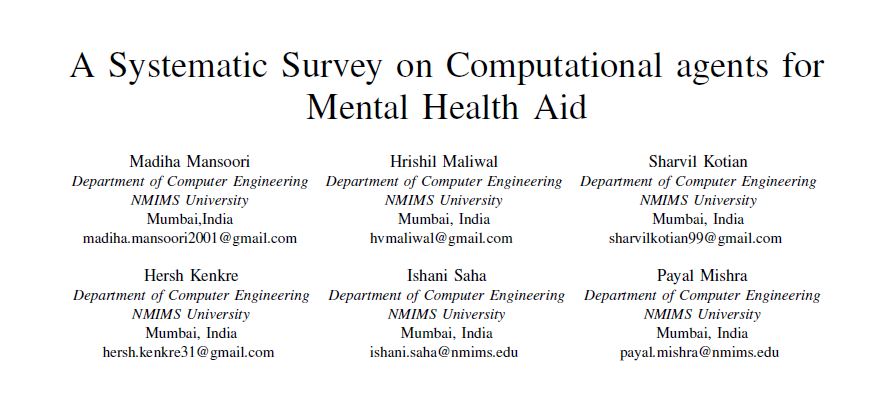 A Systematic Survey on Computational agents for
Mental Health Aid
Madiha Mansoori
Department of Computer Engineering
NMIMS University
Mumbai,India
madiha.mansoori2001@gmail.com
Hrishil Maliwal
Department of Computer Engineering
NMIMS University
Mumbai, India
hvmaliwal@gmail.com
Sharvil Kotian
Department of Computer Engineering
NMIMS University
Mumbai, India
sharvilkotian99@gmail.com
Hersh Kenkre
Department of Computer Engineering
NMIMS University
Mumbai, India
hersh.kenkre31@gmail.com
Ishani Saha
Department of Computer Engineering
NMIMS University
Mumbai, India
ishani.saha@nmims.edu
Payal Mishra
Department of Computer Engineering
NMIMS University
Mumbai, India
payal.mishra@nmims.edu